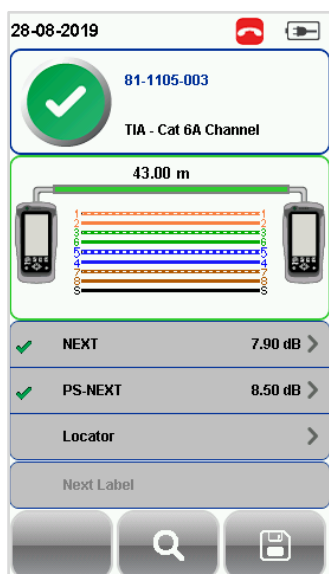 28-08-2019
81-1105-003
TIA - Cat 6A Channel
43.00 m
1 1
2 2
3 3
6 6
5 5
4 4
7 7
8 8
S S
NEXT 7.90 dB
PS-NEXT 8.50 dB
Locator
Next Label